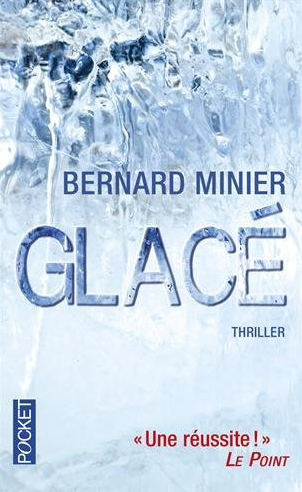 BERNARD MINIER
GLACÉ
THRILLER
POCKET
« Une réussite ! »
LE POINT